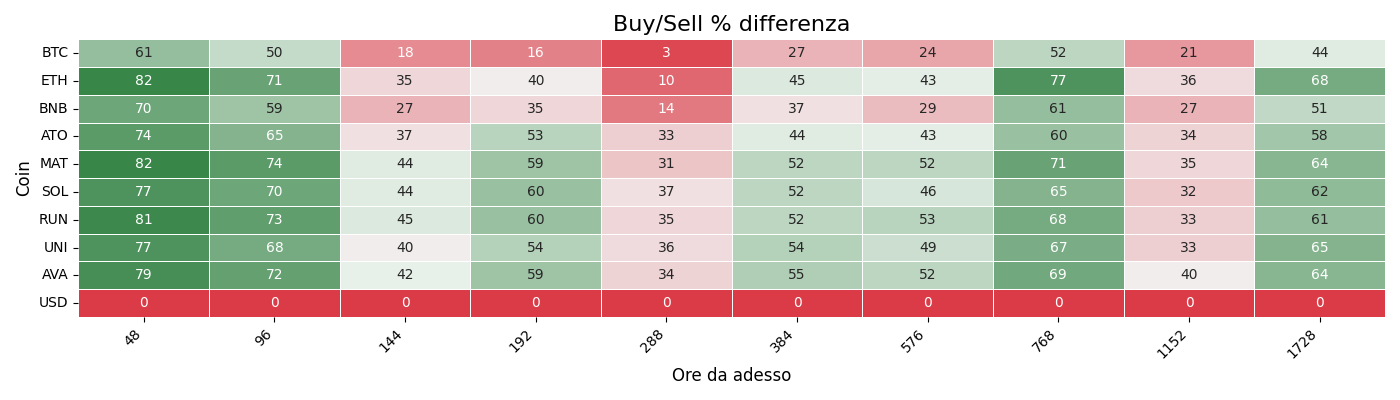 Buy/Sell % differenza
Coin
BTC 61 50 18 16 3 27 24 52 21 44
ETH 82 71 35 40 10 45 43 77 36 68
BNB 70 59 27 35 14 37 29 61 27 51
ATO 74 65 37 53 33 44 43 60 34 58
MAT 82 74 44 59 31 52 52 71 35 64
SOL 77 70 44 60 37 52 46 65 32 62
RUN 81 73 45 60 35 52 53 68 33 61
UNI 77 68 40 54 36 54 49 67 33 65
AVA 79 72 42 59 34 55 52 69 40 64
USD 0 0 0 0 0 0 0 0 0 0
48 96 144 192 288 384 576 768 1152 1728
Ore da adesso